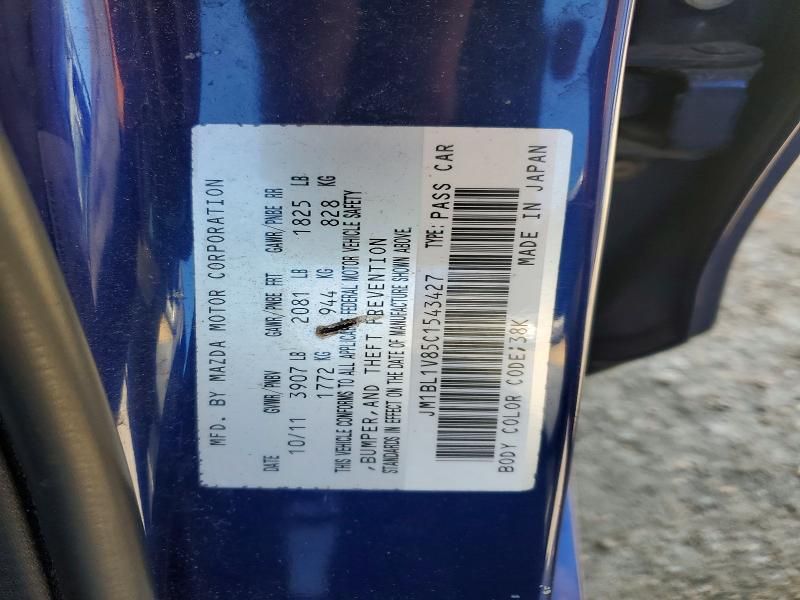 MFD. BY MAZDA MOTOR CORPORATION
DATE GVWR/PNBV GAWR/PNBE FRT GAWR/PNBE RR
10/11 3907 LB 2081 LB 1825 LB
1772 KG 944 KG 828 KG
THIS VEHICLE CONFORMS TO ALL APPLICABLE FEDERAL MOTOR VEHICLE SAFETY
,BUMPER,AND THEFT PREVENTION
STANDARDS IN EFFECT ON THE DATE OF MANUFACTURE SHOWN ABOVE
JM1BL1V85C1543427 TYPE: PASS CAR
BODY COLOR CODE;38K MADE IN JAPAN